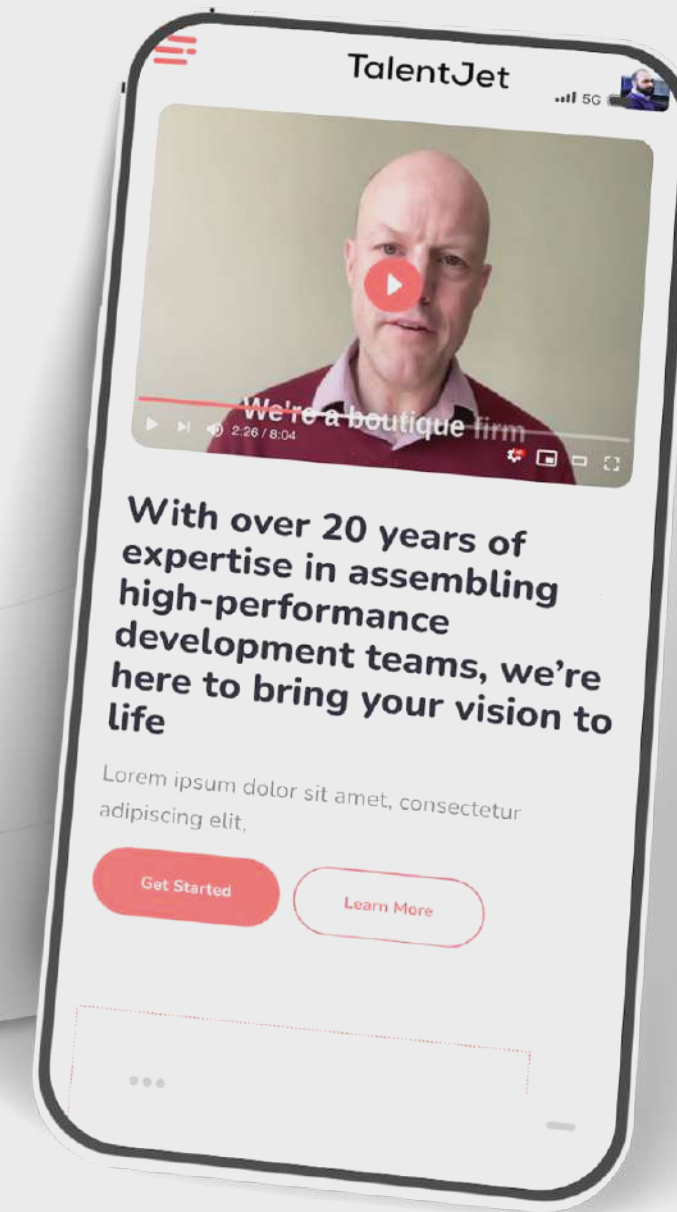 TalentJet
5G
We're a boutique firm
2:26 / 8:04
With over 20 years of
expertise in assembling
high-performance
development teams, we’re
here to bring your vision to
life
Lorem ipsum dolor sit amet, consectetur
adipiscing elit,
Get Started
Learn More